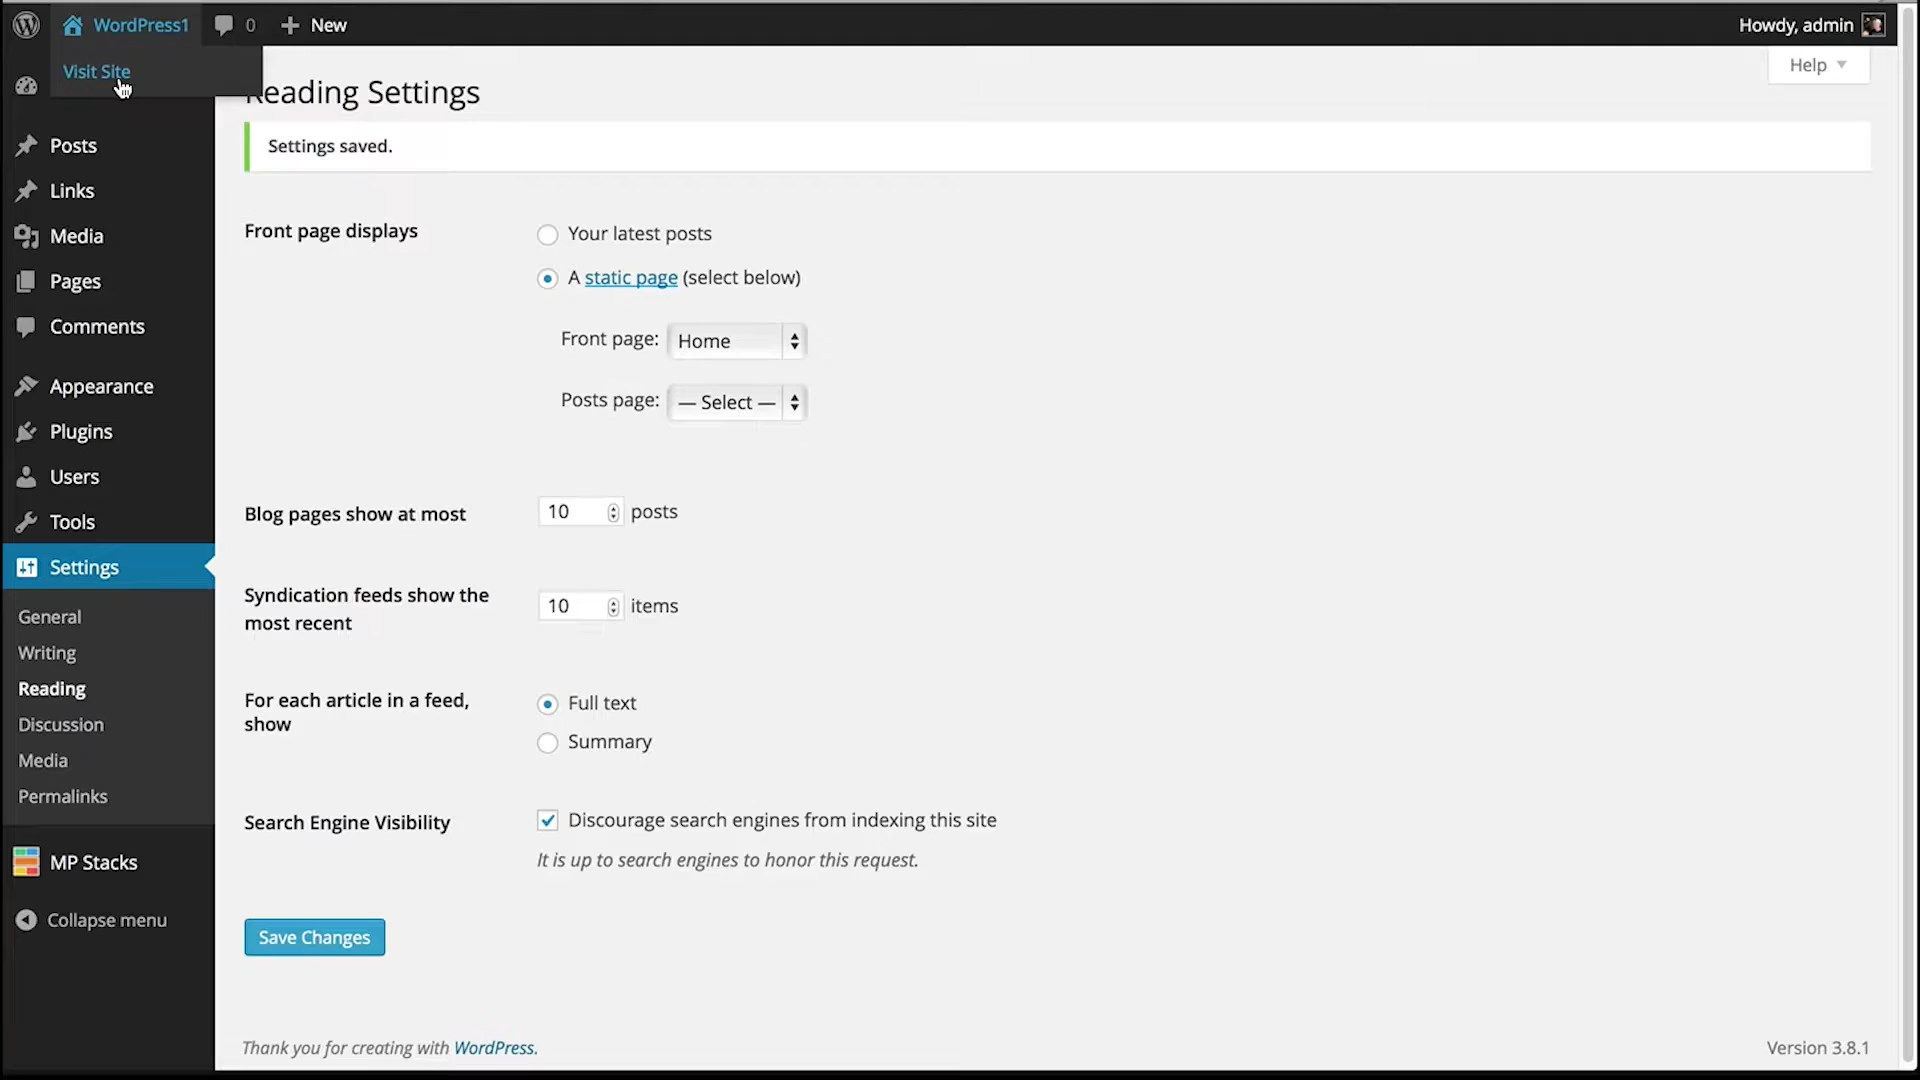 WordPress1 0 New Howdy, admin
Visit Site
Help
Reading Settings
Settings saved.
Posts
Links
Media
Pages
Comments
Appearance
Plugins
Users
Tools
Settings
General
Writing
Reading
Discussion
Media
Permalinks
MP Stacks
Collapse menu
Front page displays
Your latest posts
A static page (select below)
Front page: Home
Posts page: — Select —
Blog pages show at most 10 posts
Syndication feeds show the
most recent
10 items
For each article in a feed,
show
Full text
Summary
Search Engine Visibility
Discourage search engines from indexing this site
It is up to search engines to honor this request.
Save Changes
Thank you for creating with WordPress.
Version 3.8.1